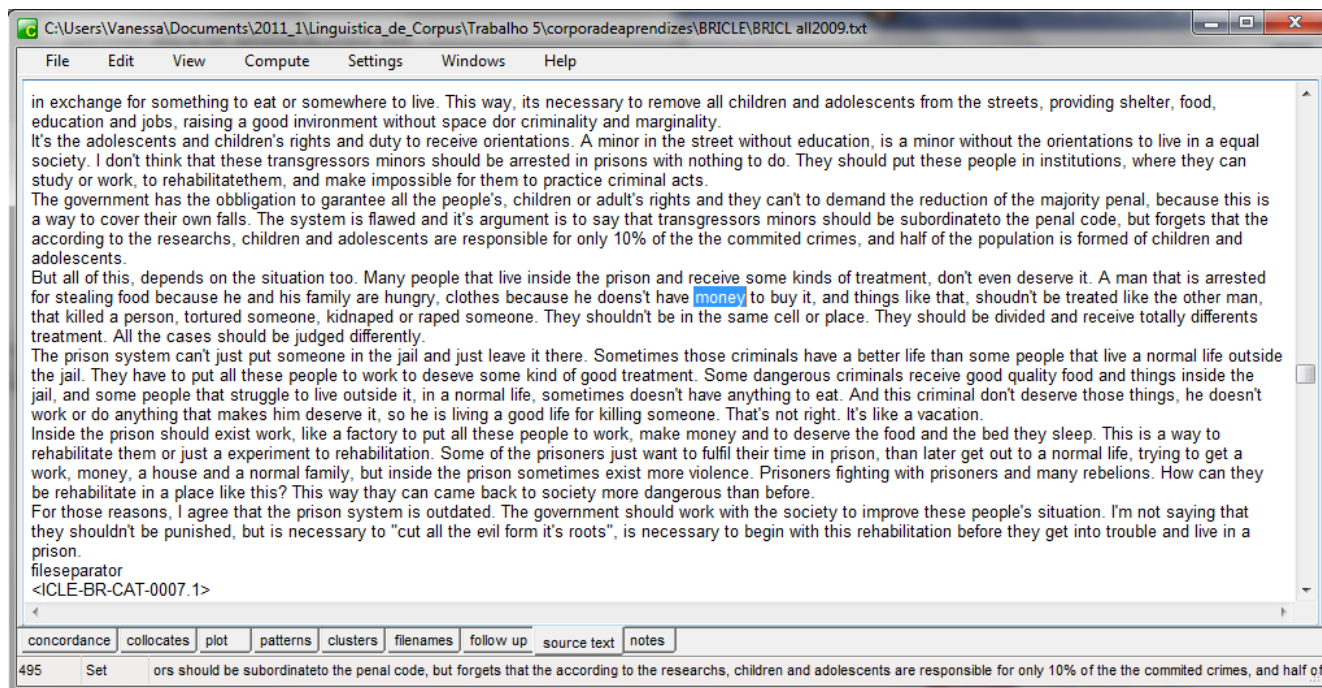 C:\Users\Vanessa\Documents\2011_1\Linguistica_de_Corpus\Trabalho 5\corporadeaprendizes\BRICLE\BRICL all2009.txt
File Edit View Compute Settings Windows Help
in exchange for something to eat or somewhere to live. This way, its necessary to remove all children and adolescents from the streets, providing shelter, food,
education and jobs, raising a good invironment without space dor criminality and marginality.
It's the adolescents and children's rights and duty to receive orientations. A minor in the street without education, is a minor without the orientations to live in a equal
society. I don't think that these transgressors minors should be arrested in prisons with nothing to do. They should put these people in institutions, where they can
study or work, to rehabilitatethem, and make impossible for them to practice criminal acts.
The government has the obbligation to garantee all the people's, children or adult's rights and they can't to demand the reduction of the majority penal, because this is
a way to cover their own falls. The system is flawed and it's argument is to say that transgressors minors should be subordinateto the penal code, but forgets that the
according to the researchs, children and adolescents are responsible for only 10% of the the commited crimes, and half of the population is formed of children and
adolescents.
But all of this, depends on the situation too. Many people that live inside the prison and receive some kinds of treatment, don't even deserve it. A man that is arrested
for stealing food because he and his family are hungry, clothes because he doens't have money to buy it, and things like that, shoudn't be treated like the other man,
that killed a person, tortured someone, kidnaped or raped someone. They shouldn't be in the same cell or place. They should be divided and receive totally differents
treatment. All the cases should be judged differently.
The prison system can't just put someone in the jail and just leave it there. Sometimes those criminals have a better life than some people that live a normal life outside
the jail. They have to put all these people to work to deseve some kind of good treatment. Some dangerous criminals receive good quality food and things inside the
jail, and some people that struggle to live outside it, in a normal life, sometimes doesn't have anything to eat. And this criminal don't deserve those things, he doesn't
work or do anything that makes him deserve it, so he is living a good life for killing someone. That's not right. It's like a vacation.
Inside the prison should exist work, like a factory to put all these people to work, make money and to deserve the food and the bed they sleep. This is a way to
rehabilitate them or just a experiment to rehabilitation. Some of the prisoners just want to fulfil their time in prison, than later get out to a normal life, trying to get a
work, money, a house and a normal family, but inside the prison sometimes exist more violence. Prisoners fighting with prisoners and many rebelions. How can they
be rehabilitate in a place like this? This way thay can came back to society more dangerous than before.
For those reasons, I agree that the prison system is outdated. The government should work with the society to improve these people's situation. I'm not saying that
they shouldn't be punished, but is necessary to "cut all the evil form it's roots", is necessary to begin with this rehabilitation before they get into trouble and live in a
prison.
fileseparator
<ICLE-BR-CAT-0007.1>
concordance collocates plot patterns clusters filenames follow up source text notes
495 Set ors should be subordinateto the penal code, but forgets that the according to the researchs, children and adolescents are responsible for only 10% of the the commited crimes, and half of